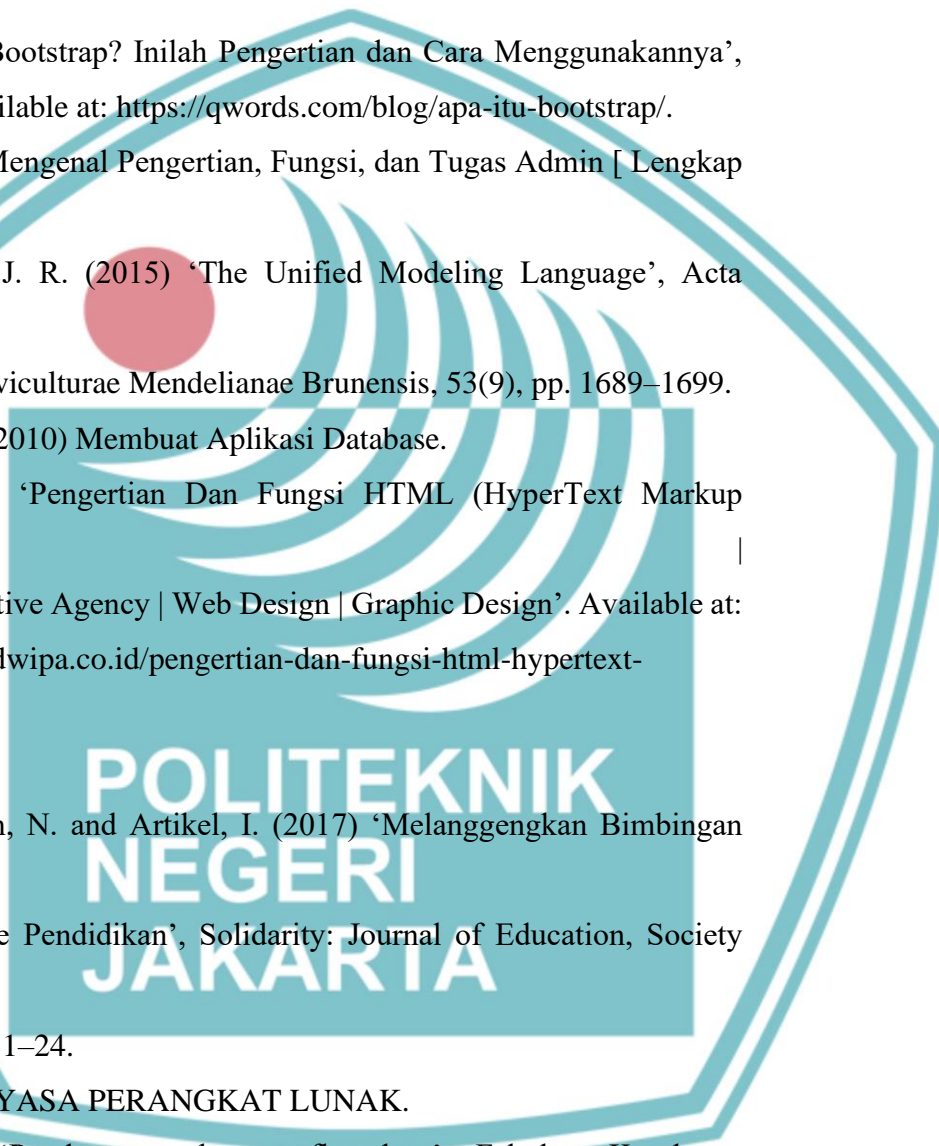 Bootstrap? Inilah Pengertian dan Cara Menggunakannya’,
ilable at: https://qwords.com/blog/apa-itu-bootstrap/.
Mengenal Pengertian, Fungsi, dan Tugas Admin [ Lengkap
J. R. (2015) ‘The Unified Modeling Language’, Acta
viculturae Mendelianae Brunensis, 53(9), pp. 1689–1699.
2010) Membuat Aplikasi Database.
‘Pengertian Dan Fungsi HTML (HyperText Markup
|
tive Agency | Web Design | Graphic Design’. Available at:
dwipa.co.id/pengertian-dan-fungsi-html-hypertext-
POLITEKNIK
n, N. and Artikel, I. (2017) ‘Melanggengkan Bimbingan
NEGERI
e Pendidikan’, Solidarity: Journal of Education, Society
JAKARTA
1–24.
YASA PERANGKAT LUNAK.